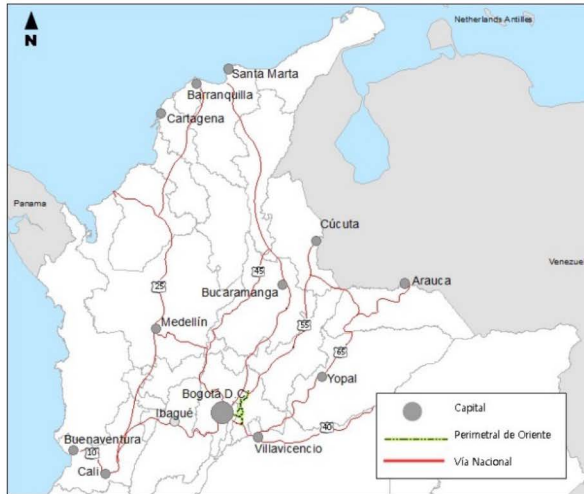 N
Netherlands Antilles
Santa Marta
Barranquilla
Cartagena
Panama
Cúcuta
Venezue
45
25
Bucaramanga
Arauca
55
Medellín
65
Yopal
Bogotá D.C.
Ibagué
Buenaventura
10
Cali
Villavicencio
40
Capital
Perimetral de Oriente
Vía Nacional